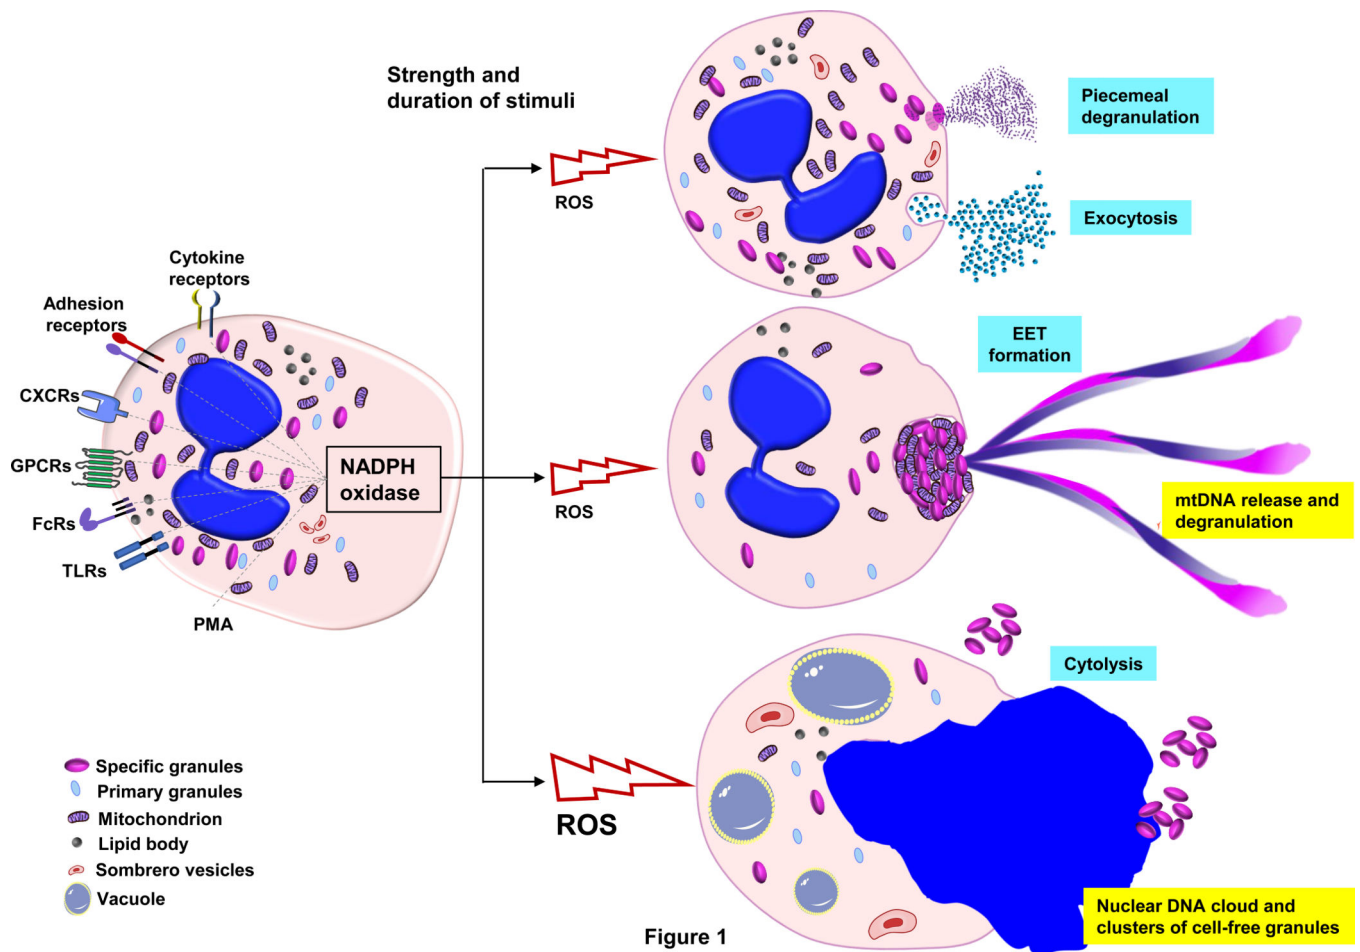 Strength and
duration of stimuli
Piecemeal
degranulation
ROS
Exocytosis
Cytokine
receptors
Adhesion
receptors
CXCRs
GPCRs
FcRs
TLRs
PMA
NADPH
oxidase
EET
formation
ROS
mtDNA release and
degranulation
Cytolysis
ROS
Nuclear DNA cloud and
clusters of cell-free granules
Specific granules
Primary granules
Mitochondrion
Lipid body
Sombrero vesicles
Vacuole
Figure 1